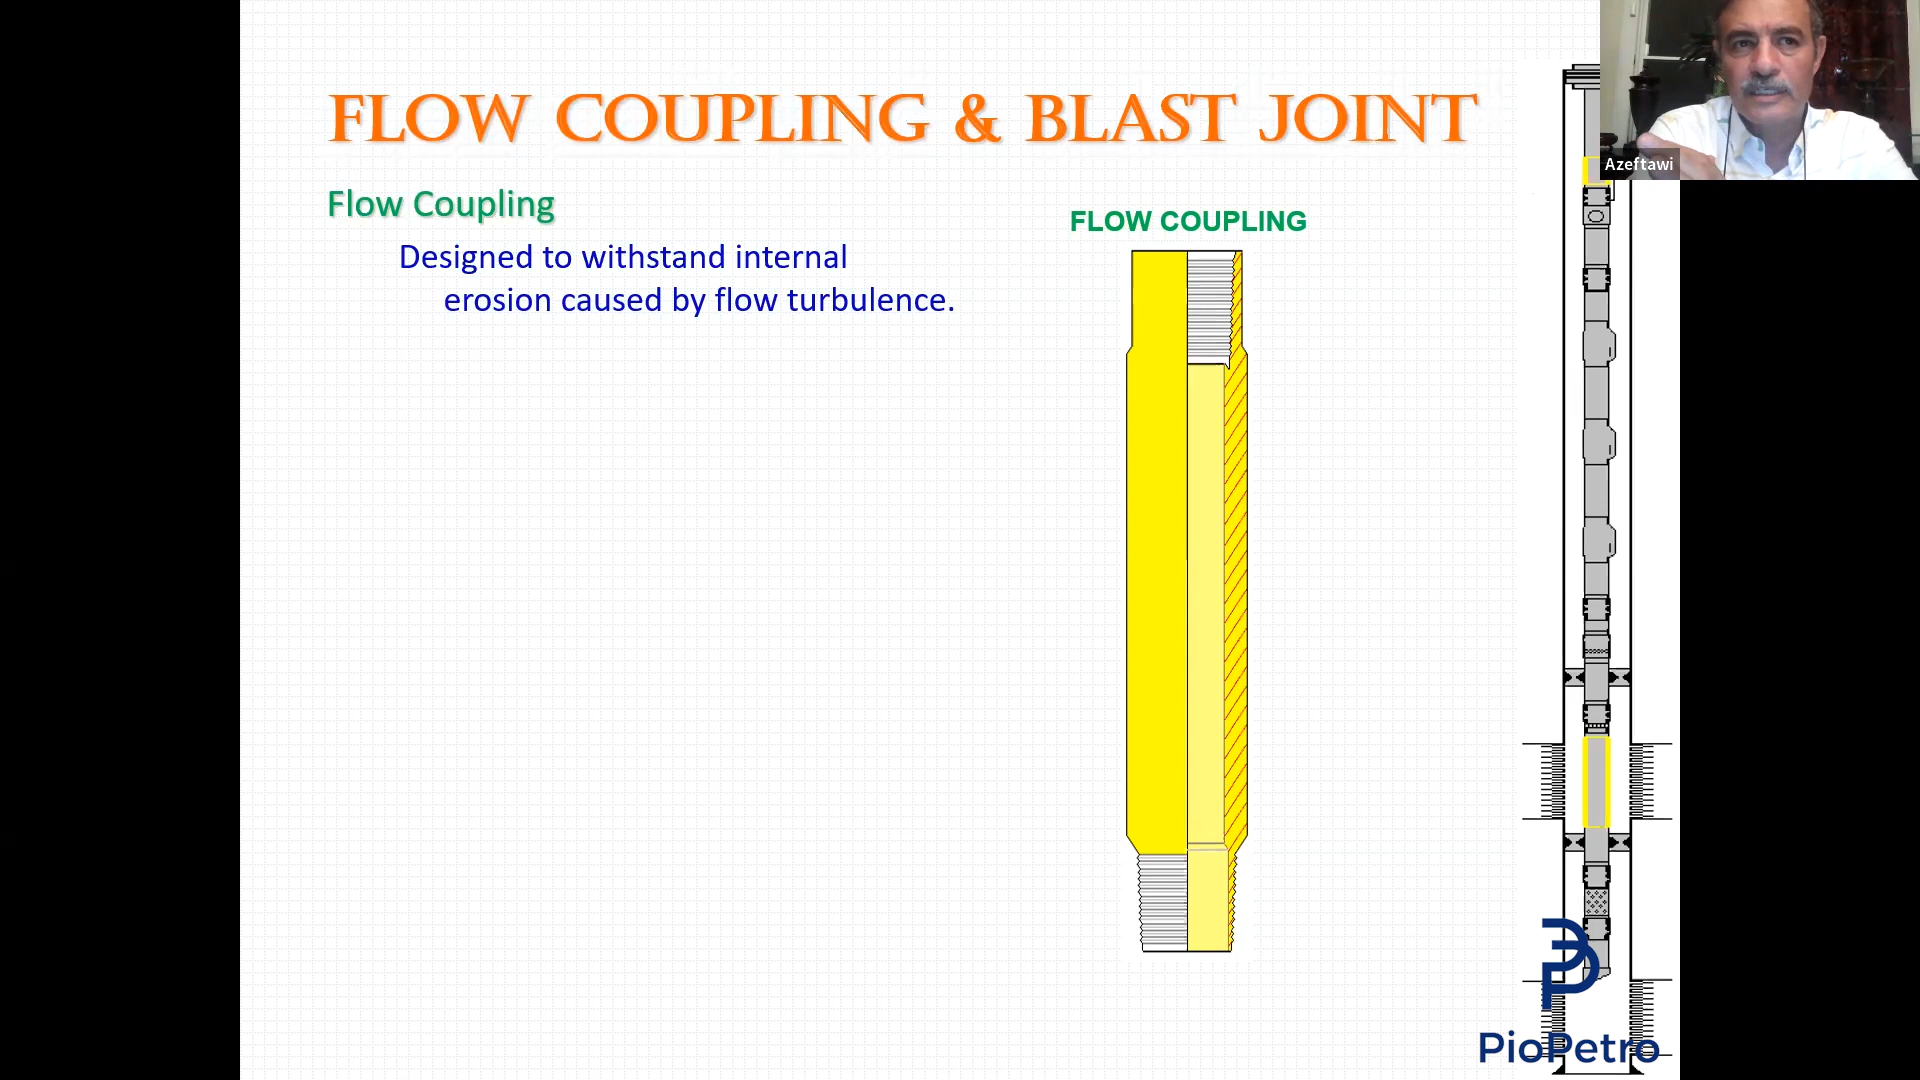 FLOW COUPLING & BLAST JOINT
Azeftawi
Flow Coupling
FLOW COUPLING
Designed to withstand internal
erosion caused by flow turbulence.
PioPetro